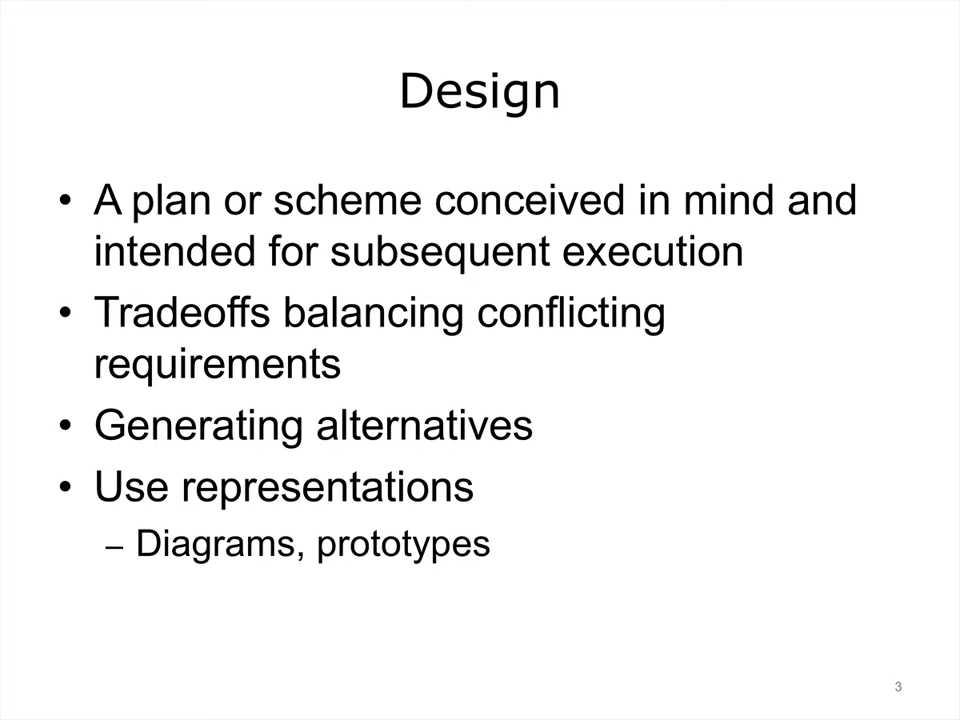 Design
• A plan or scheme conceived in mind and
intended for subsequent execution
• Tradeoffs balancing conflicting
requirements
• Generating alternatives
• Use representations
– Diagrams, prototypes
3